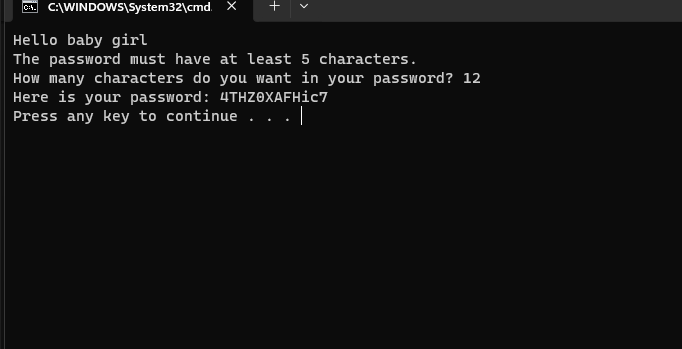 C:\WINDOWS\System32\cmd.
Hello baby girl
The password must have at least 5 characters.
How many characters do you want in your password? 12
Here is your password: 4THZ0XAFHic7
Press any key to continue . . .